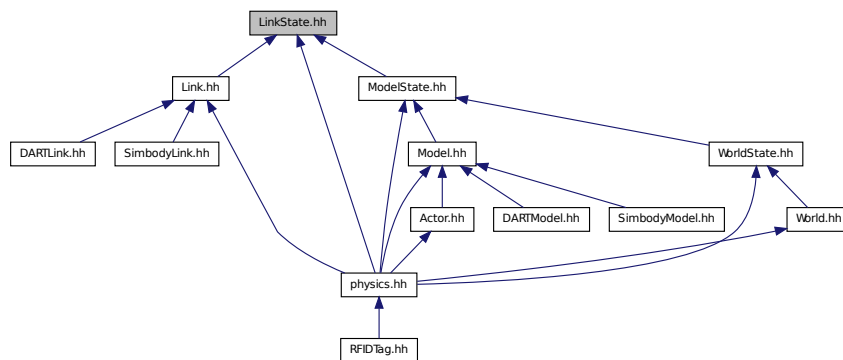 LinkState.hh
Link.hh
ModelState.hh
DARTLink.hh
SimbodyLink.hh
Model.hh
WorldState.hh
Actor.hh
DARTModel.hh
SimbodyModel.hh
World.hh
physics.hh
RFIDTag.hh